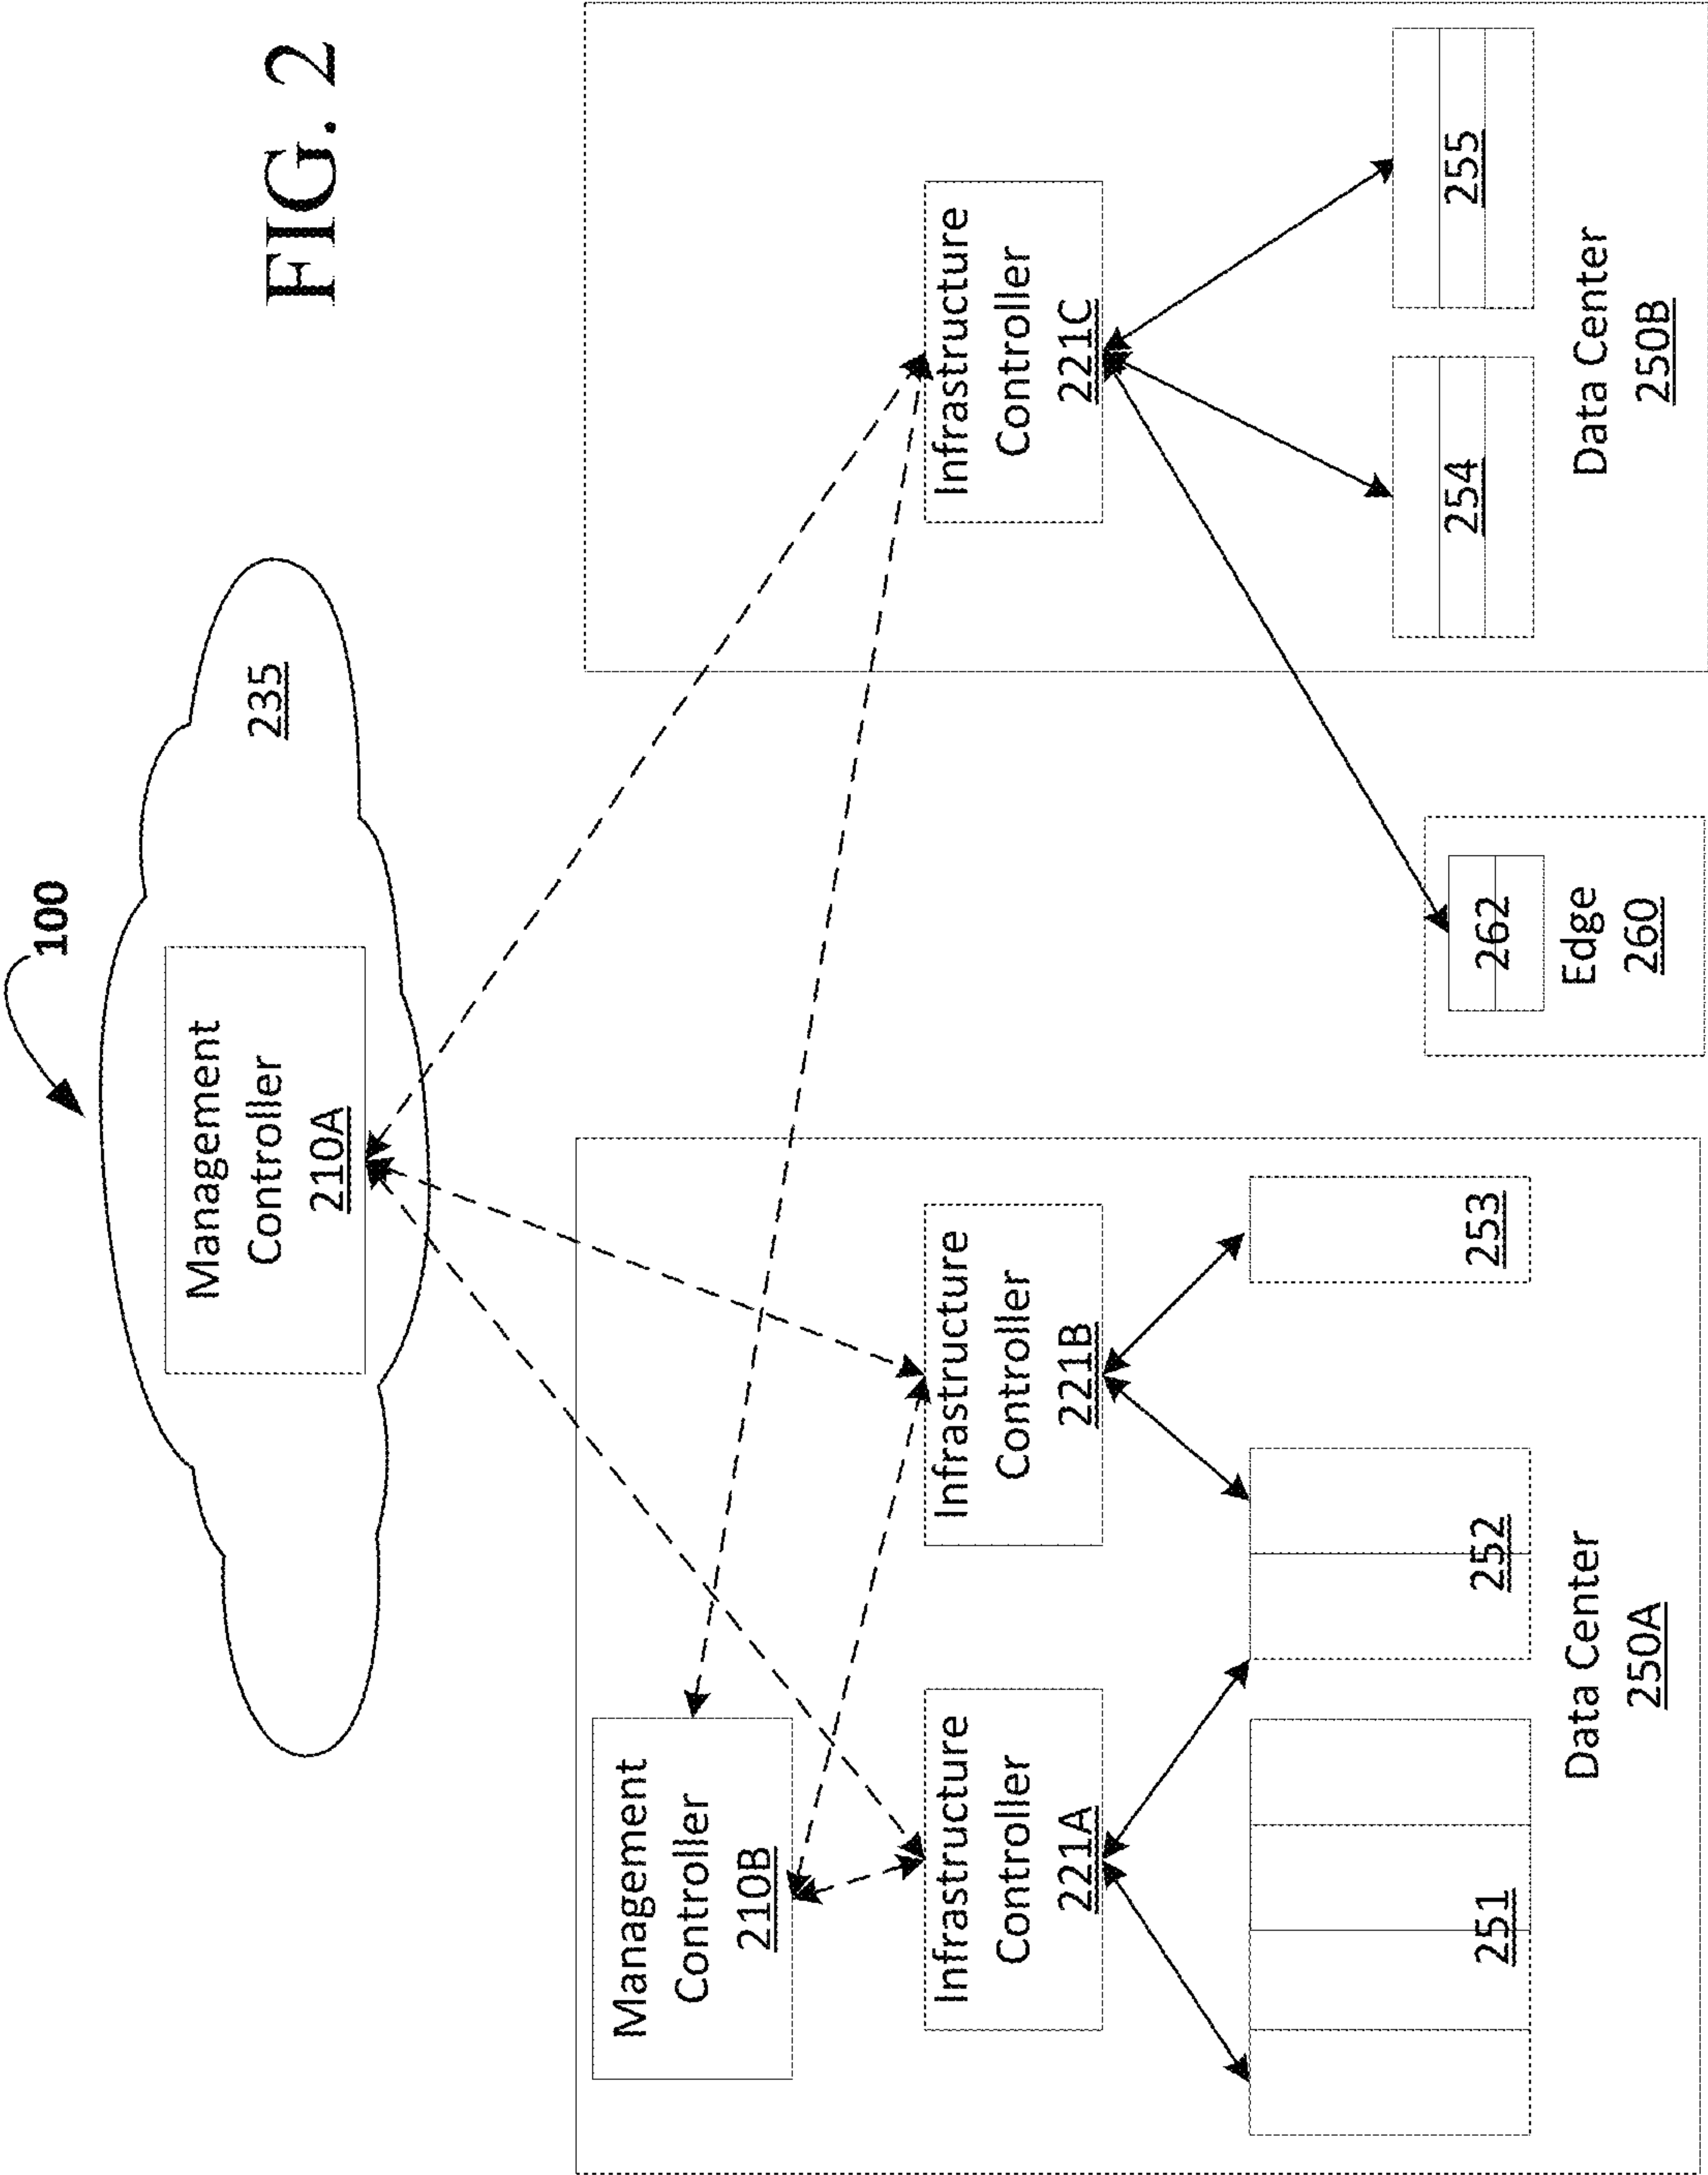 FIG. 2
100
235
Management
Controller
210A
Management
Controller
210B
Infrastructure
Controller
221A
Infrastructure
Controller
221B
Infrastructure
Controller
221C
251
252
253
262
254
255
Edge
260
Data Center
250A
Data Center
250B